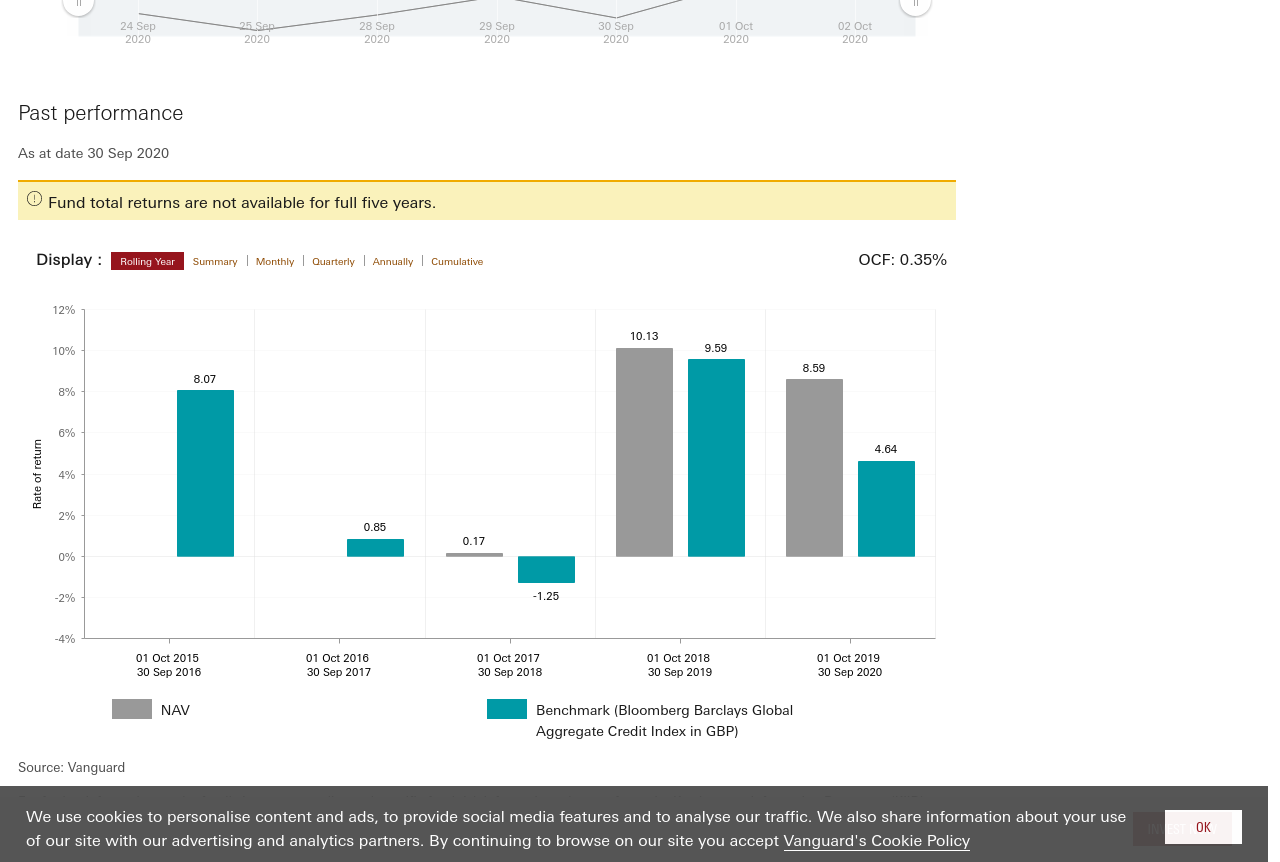 24 Sep 25 Sep 28 Sep 29 Sep 30 Sep 01 Oct 02 Oct
2020 2020 2020 2020 2020 2020 2020
Past performance
As at date 30 Sep 2020
Fund total returns are not available for full five years.
Display : Rolling Year Summary Monthly Quarterly Annually Cumulative OCF: 0.35%
12%
10%
8%
6%
4%
2%
0%
-2%
-4%
Rate of return
8.07
0.85
0.17
-1.25
10.13
9.59
8.59
4.64
01 Oct 2015 01 Oct 2016 01 Oct 2017 01 Oct 2018 01 Oct 2019
30 Sep 2016 30 Sep 2017 30 Sep 2018 30 Sep 2019 30 Sep 2020
NAV
Benchmark (Bloomberg Barclays Global
Aggregate Credit Index in GBP)
Source: Vanguard
We use cookies to personalise content and ads, to provide social media features and to analyse our traffic. We also share information about your use
of our site with our advertising and analytics partners. By continuing to browse on our site you accept Vanguard's Cookie Policy
OK